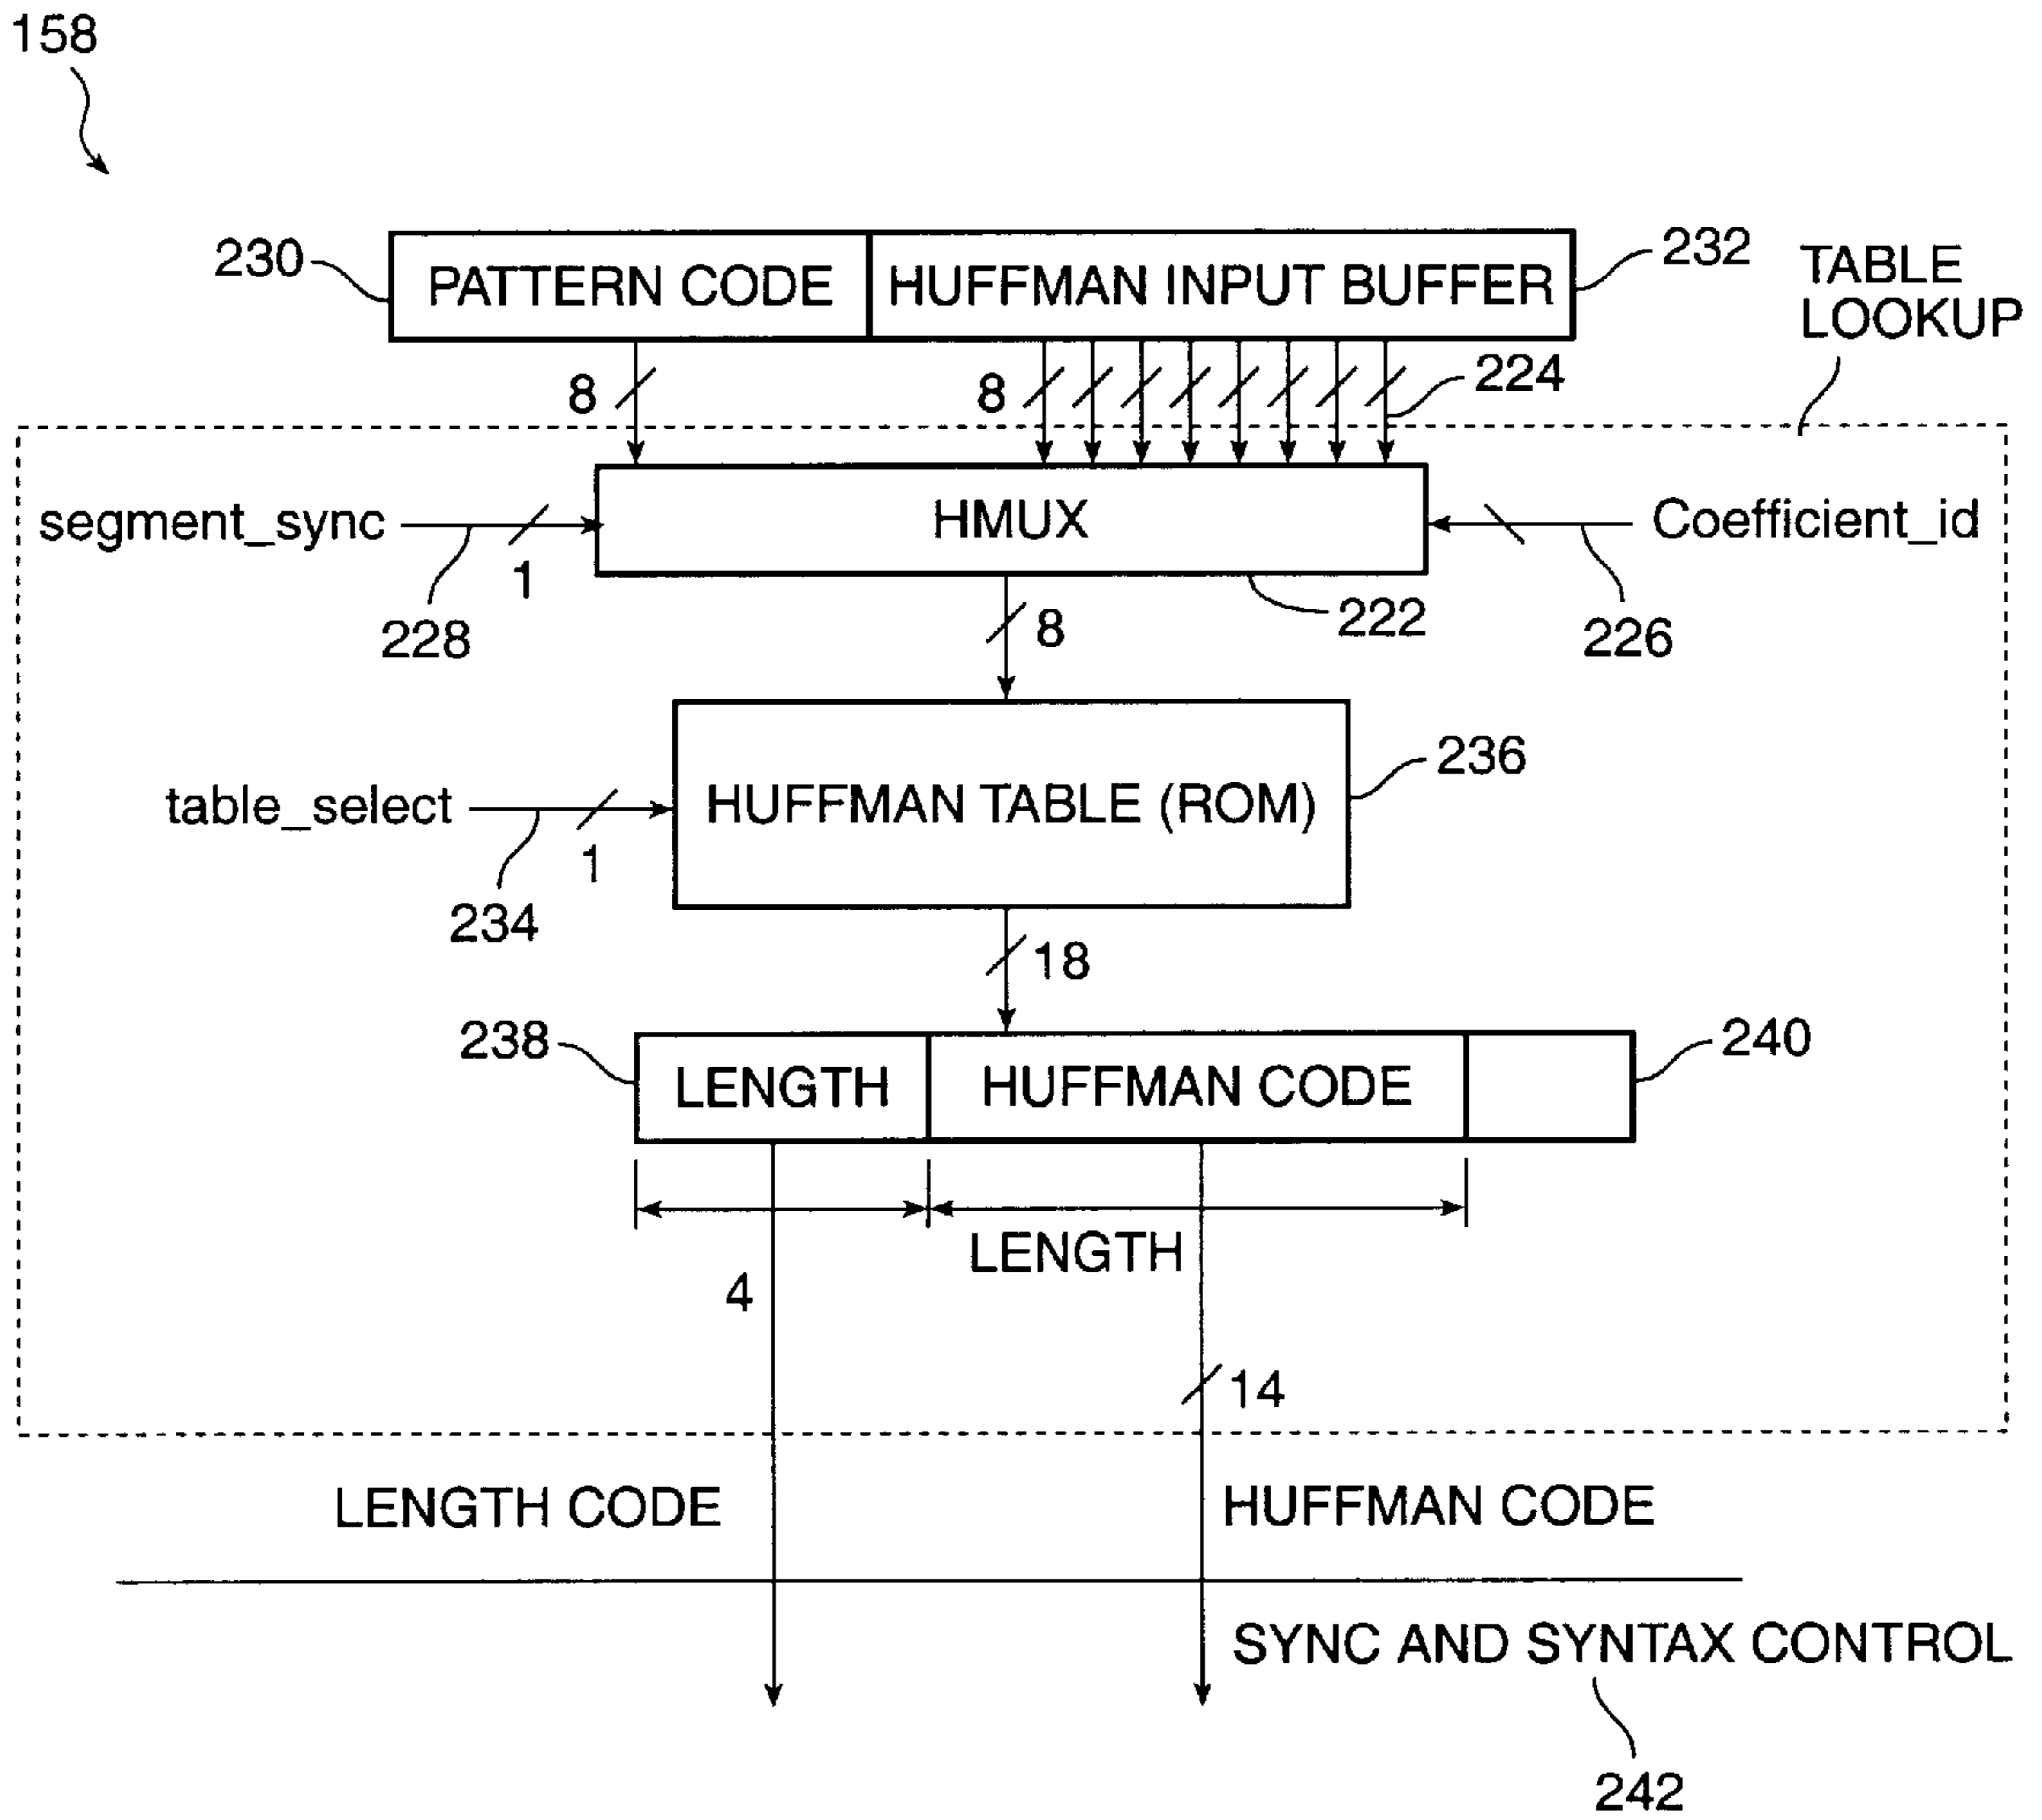 158
230
PATTERN CODE
HUFFMAN INPUT BUFFER
232
TABLE
LOOKUP
8
8
224
segment_sync
1
228
HMUX
Coefficient_id
226
222
8
table_select
1
234
HUFFMAN TABLE (ROM)
236
18
238
LENGTH
HUFFMAN CODE
240
LENGTH
4
14
LENGTH CODE
HUFFMAN CODE
SYNC AND SYNTAX CONTROL
242